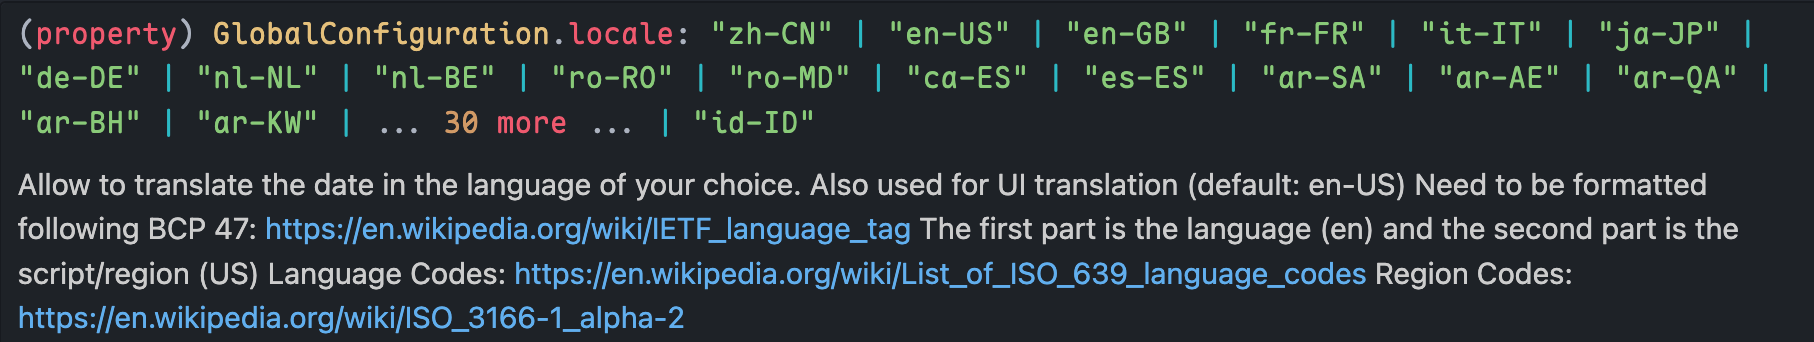 (property) GlobalConfiguration.locale: "zh-CN" | "en-US" | "en-GB" | "fr-FR" | "it-IT" | "ja-JP" |
"de-DE" | "nl-NL" | "nl-BE" | "ro-RO" | "ro-MD" | "ca-ES" | "es-ES" | "ar-SA" | "ar-AE" | "ar-QA" |
"ar-BH" | "ar-KW" | ... 30 more ... | "id-ID"
Allow to translate the date in the language of your choice. Also used for UI translation (default: en-US) Need to be formatted
following BCP 47: https://en.wikipedia.org/wiki/IETF_language_tag The first part is the language (en) and the second part is the
script/region (US) Language Codes: https://en.wikipedia.org/wiki/List_of_ISO_639_language_codes Region Codes:
https://en.wikipedia.org/wiki/ISO_3166-1_alpha-2